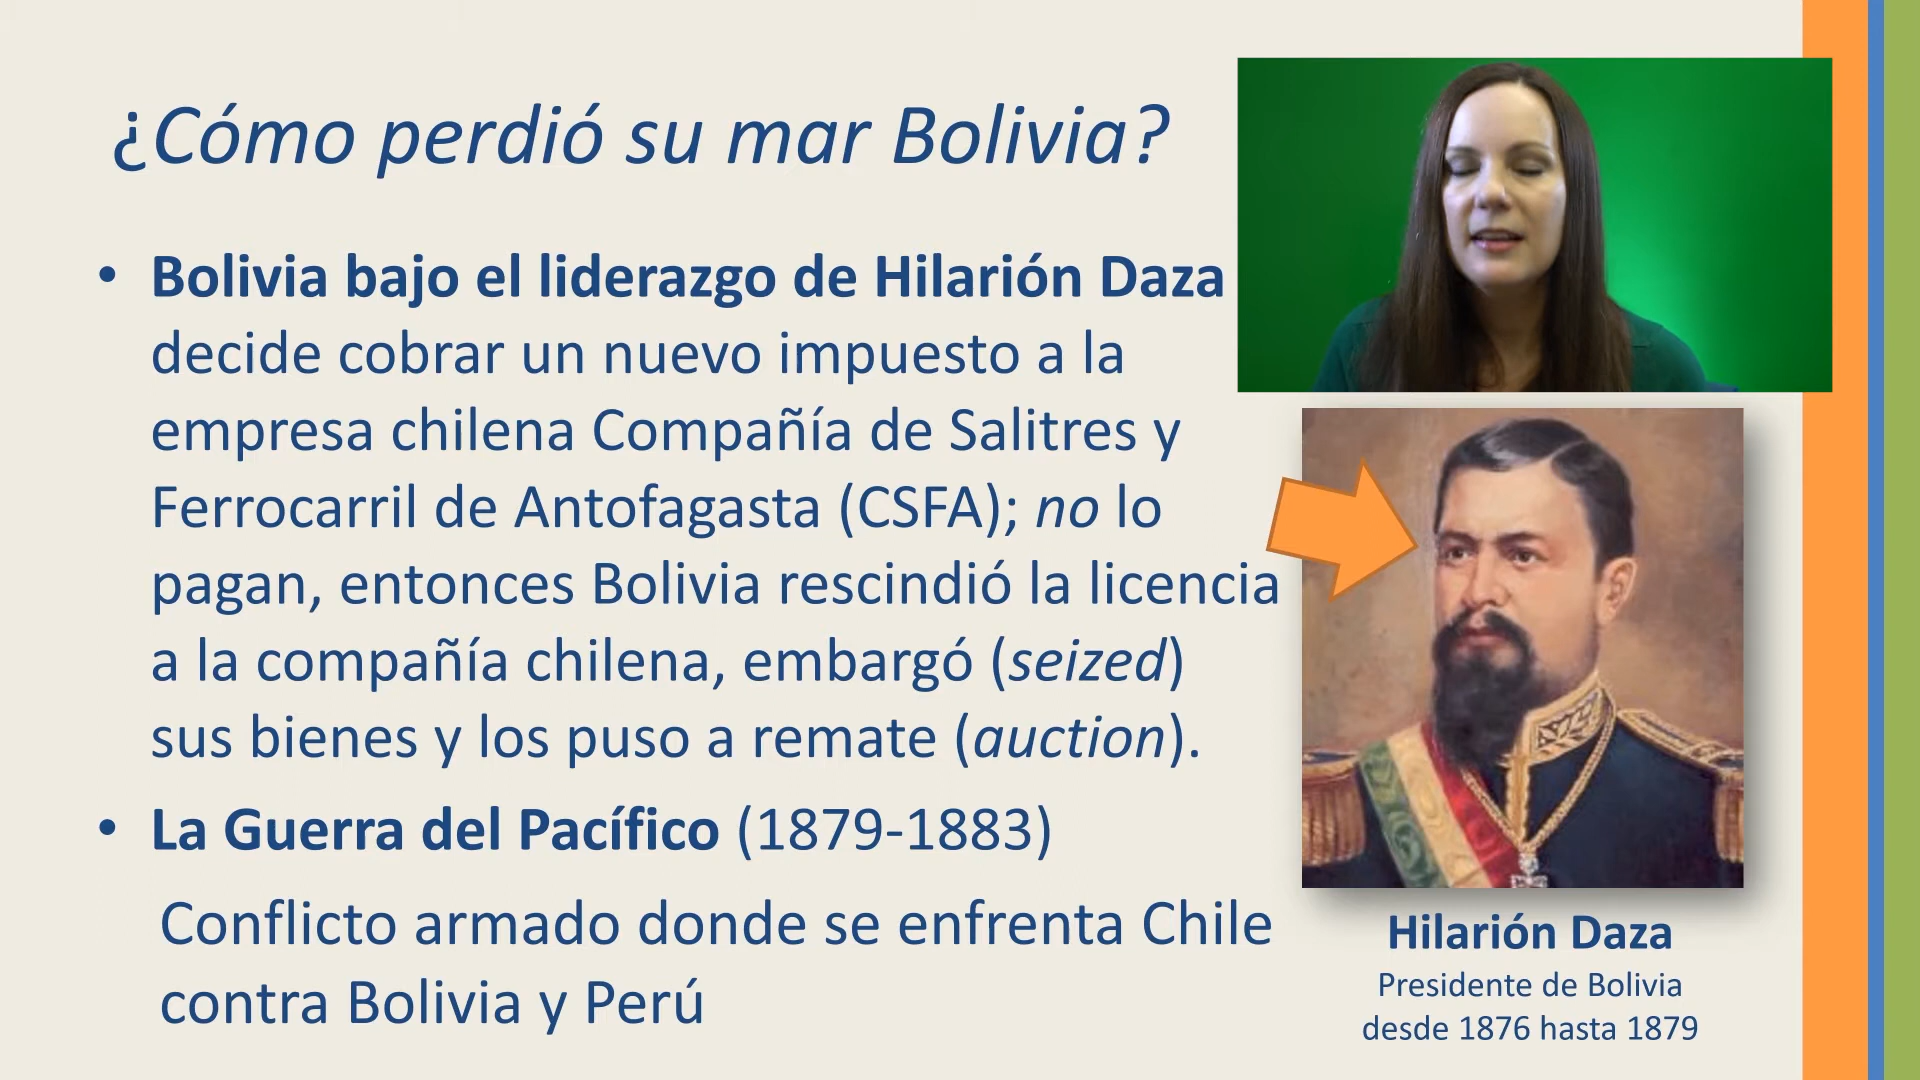 ¿Cómo perdió su mar Bolivia?
• Bolivia bajo el liderazgo de Hilarión Daza
decide cobrar un nuevo impuesto a la
empresa chilena Compañía de Salitres y
Ferrocarril de Antofagasta (CSFA); no lo
pagan, entonces Bolivia rescindió la licencia
a la compañía chilena, embargó (seized)
sus bienes y los puso a remate (auction).
• La Guerra del Pacífico (1879-1883)
Conflicto armado donde se enfrenta Chile
contra Bolivia y Perú
Hilarión Daza
Presidente de Bolivia
desde 1876 hasta 1879